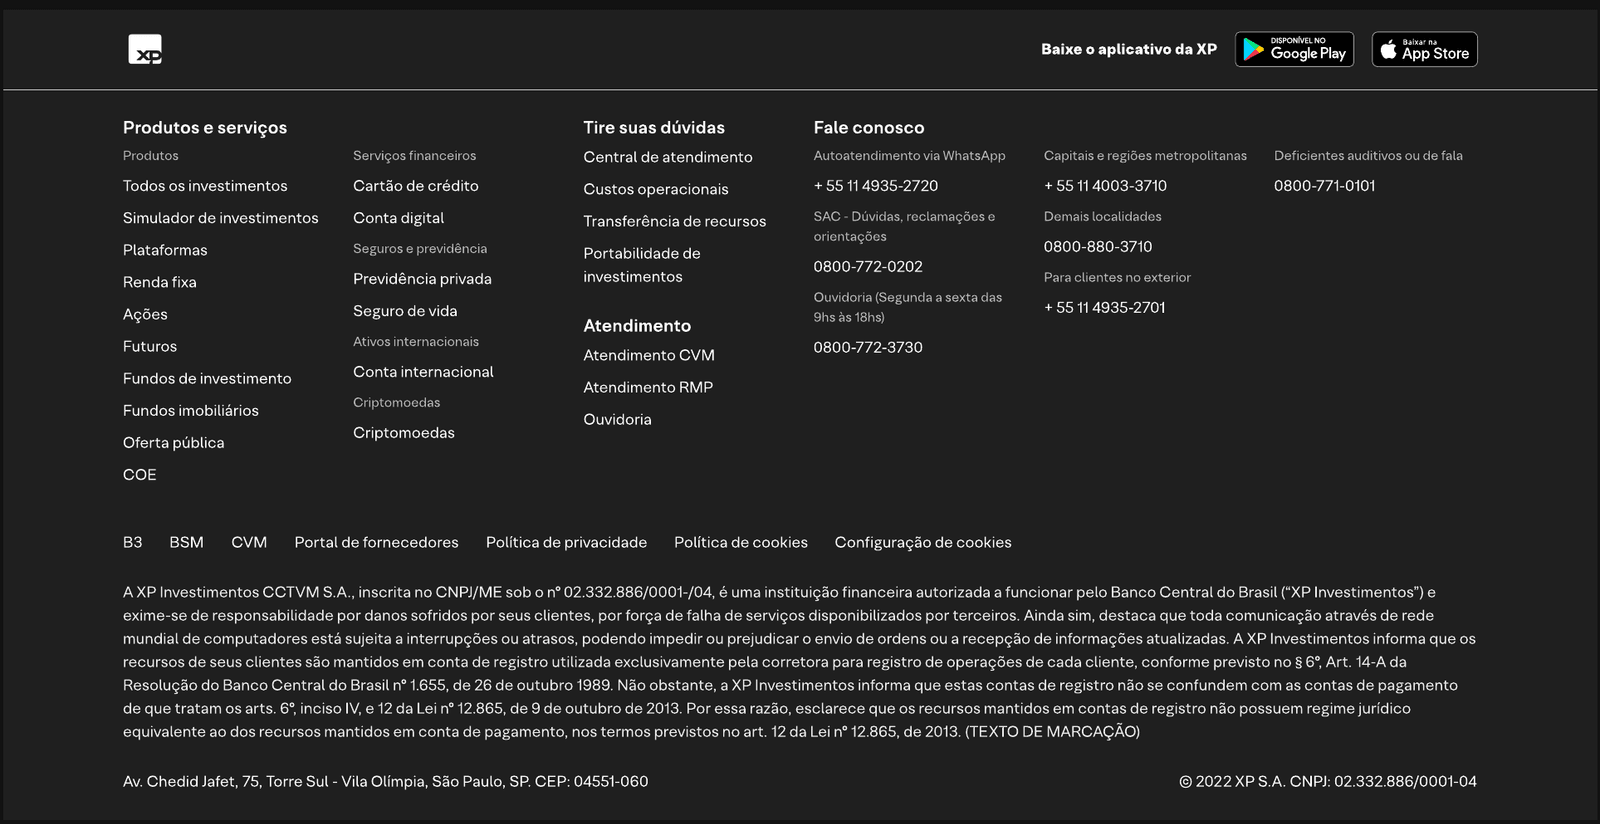 XP
Baixe o aplicativo da XP
DISPONÍVEL NO
Google Play
Baixar na
App Store
Produtos e serviços
Produtos
Todos os investimentos
Simulador de investimentos
Plataformas
Renda fixa
Ações
Futuros
Fundos de investimento
Fundos imobiliários
Oferta pública
COE
Serviços financeiros
Cartão de crédito
Conta digital
Seguros e previdência
Previdência privada
Seguro de vida
Ativos internacionais
Conta internacional
Criptomoedas
Criptomoedas
Tire suas dúvidas
Central de atendimento
Custos operacionais
Transferência de recursos
Portabilidade de
investimentos
Atendimento
Atendimento CVM
Atendimento RMP
Ouvidoria
Fale conosco
Autoatendimento via WhatsApp
+ 55 11 4935-2720
SAC - Dúvidas, reclamações e
orientações
0800-772-0202
Ouvidoria (Segunda a sexta das
9hs às 18hs)
0800-772-3730
Capitais e regiões metropolitanas
+ 55 11 4003-3710
Demais localidades
0800-880-3710
Para clientes no exterior
+ 55 11 4935-2701
Deficientes auditivos ou de fala
0800-771-0101
B3 BSM CVM Portal de fornecedores Política de privacidade Política de cookies Configuração de cookies
A XP Investimentos CCTVM S.A., inscrita no CNPJ/ME sob o nº 02.332.886/0001-/04, é uma instituição financeira autorizada a funcionar pelo Banco Central do Brasil (“XP Investimentos”) e
exime-se de responsabilidade por danos sofridos por seus clientes, por força de falha de serviços disponibilizados por terceiros. Ainda sim, destaca que toda comunicação através de rede
mundial de computadores está sujeita a interrupções ou atrasos, podendo impedir ou prejudicar o envio de ordens ou a recepção de informações atualizadas. A XP Investimentos informa que os
recursos de seus clientes são mantidos em conta de registro utilizada exclusivamente pela corretora para registro de operações de cada cliente, conforme previsto no § 6º, Art. 14-A da
Resolução do Banco Central do Brasil nº 1.655, de 26 de outubro 1989. Não obstante, a XP Investimentos informa que estas contas de registro não se confundem com as contas de pagamento
de que tratam os arts. 6º, inciso IV, e 12 da Lei nº 12.865, de 9 de outubro de 2013. Por essa razão, esclarece que os recursos mantidos em contas de registro não possuem regime jurídico
equivalente ao dos recursos mantidos em conta de pagamento, nos termos previstos no art. 12 da Lei nº 12.865, de 2013. (TEXTO DE MARCAÇÃO)
Av. Chedid Jafet, 75, Torre Sul - Vila Olímpia, São Paulo, SP. CEP: 04551-060
© 2022 XP S.A. CNPJ: 02.332.886/0001-04